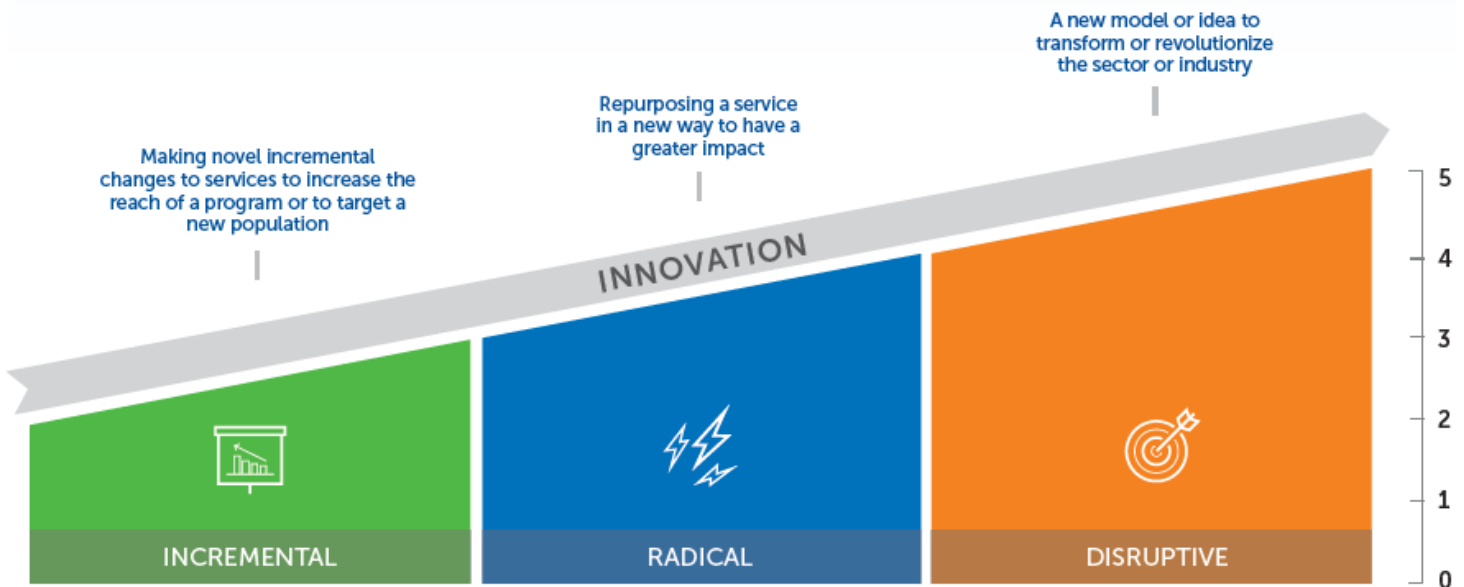 A new model or idea to
transform or revolutionize
the sector or industry
Repurposing a service
in a new way to have a
greater impact
Making novel incremental
changes to services to increase the
reach of a program or to target a
new population
INNOVATION
5
4
3
2
1
0
INCREMENTAL
RADICAL
DISRUPTIVE